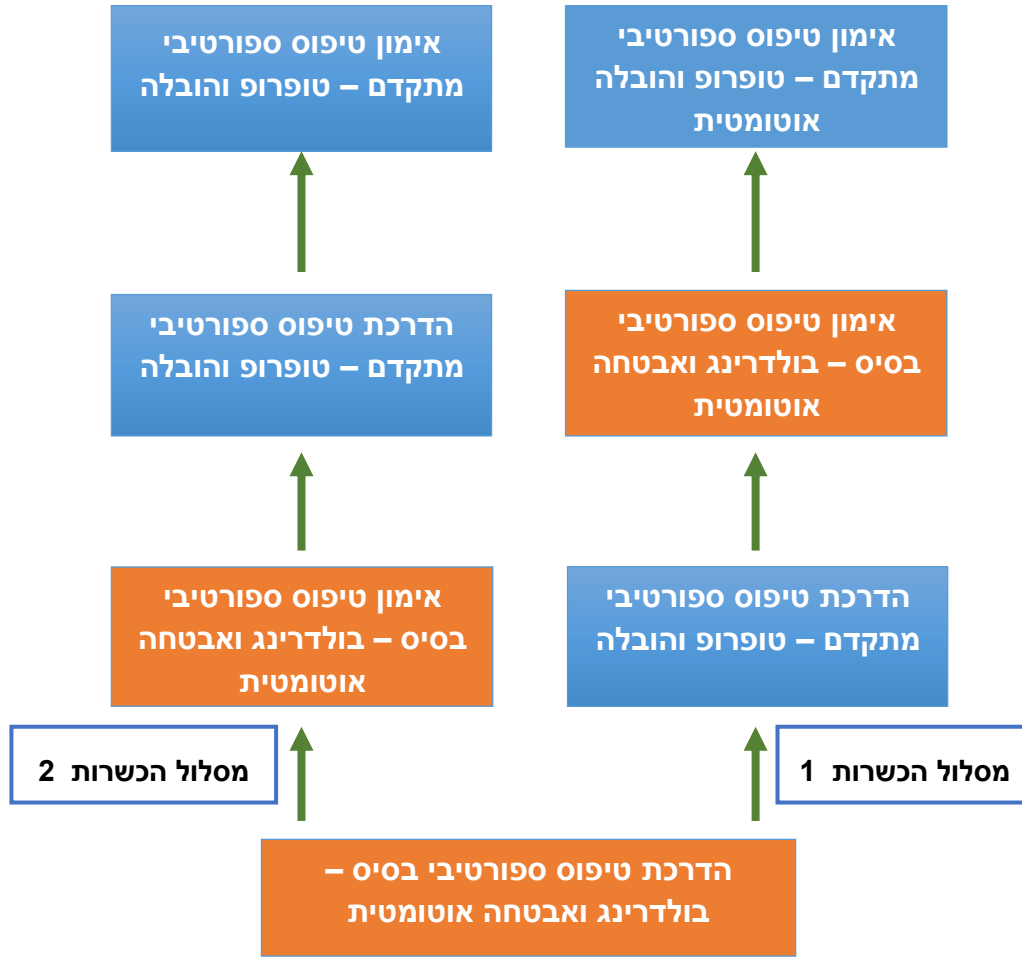 אימון טיפוס ספורטיבי
מתקדם – טופרופ והובלה
אוטומטית
אימון טיפוס ספורטיבי
מתקדם – טופרופ והובלה
אימון טיפוס ספורטיבי
בסיס – בולדרינג ואבטחה
אוטומטית
הדרכת טיפוס ספורטיבי
מתקדם – טופרופ והובלה
הדרכת טיפוס ספורטיבי
מתקדם – טופרופ והובלה
אימון טיפוס ספורטיבי
בסיס – בולדרינג ואבטחה
אוטומטית
מסלול הכשרות 1
מסלול הכשרות 2
הדרכת טיפוס ספורטיבי בסיס –
בולדרינג ואבטחה אוטומטית